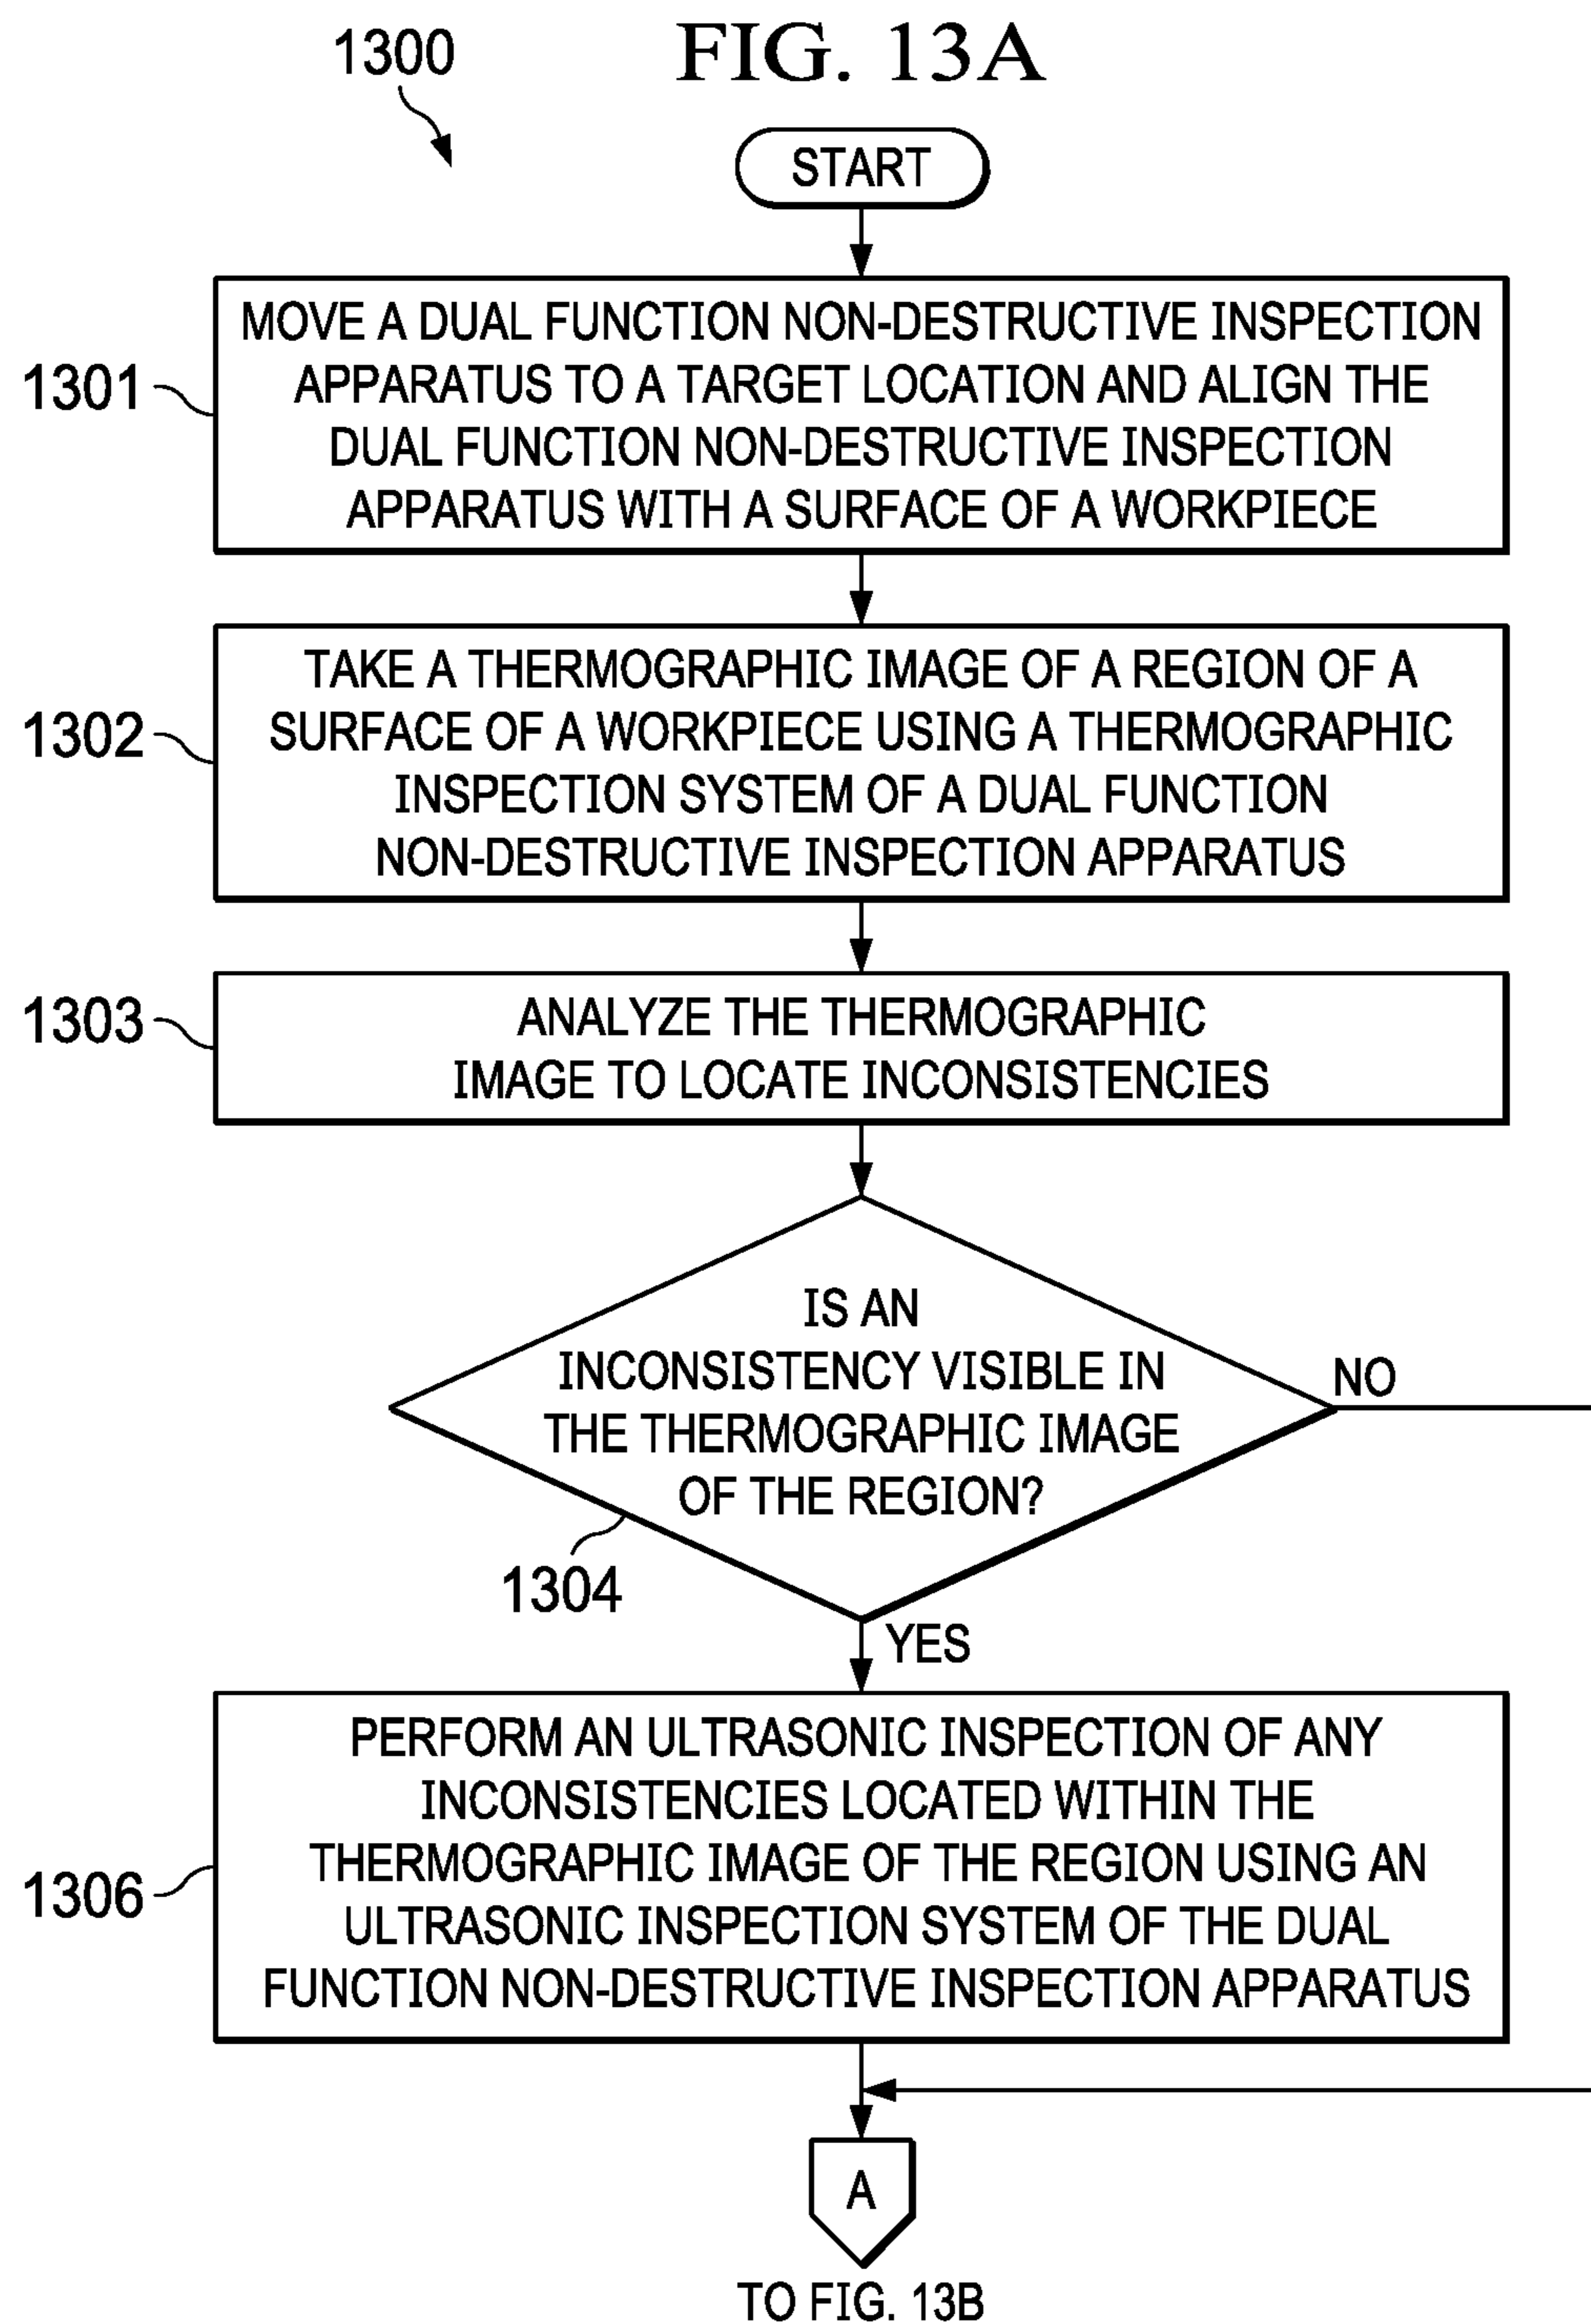 FIG. 13A
1300
START
1301
MOVE A DUAL FUNCTION NON-DESTRUCTIVE INSPECTION
APPARATUS TO A TARGET LOCATION AND ALIGN THE
DUAL FUNCTION NON-DESTRUCTIVE INSPECTION
APPARATUS WITH A SURFACE OF A WORKPIECE
1302
TAKE A THERMOGRAPHIC IMAGE OF A REGION OF A
SURFACE OF A WORKPIECE USING A THERMOGRAPHIC
INSPECTION SYSTEM OF A DUAL FUNCTION
NON-DESTRUCTIVE INSPECTION APPARATUS
1303
ANALYZE THE THERMOGRAPHIC
IMAGE TO LOCATE INCONSISTENCIES
IS AN
INCONSISTENCY VISIBLE IN
THE THERMOGRAPHIC IMAGE
OF THE REGION?
NO
1304
YES
1306
PERFORM AN ULTRASONIC INSPECTION OF ANY
INCONSISTENCIES LOCATED WITHIN THE
THERMOGRAPHIC IMAGE OF THE REGION USING AN
ULTRASONIC INSPECTION SYSTEM OF THE DUAL
FUNCTION NON-DESTRUCTIVE INSPECTION APPARATUS
A
TO FIG. 13B